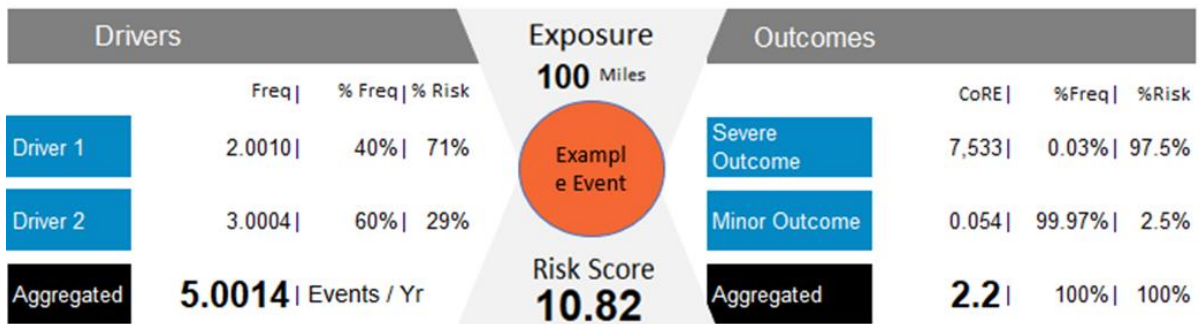 Drivers Exposure Outcomes
100 Miles
Freq| % Freq| % Risk CoRE| %Freq| %Risk
Driver 1 2.0010| 40%| 71% Exampl Severe
e Event Outcome 7,533| 0.03%| 97.5%
Driver 2 3.0004| 60%| 29% Minor Outcome 0.054| 99.97%| 2.5%
Risk Score
Aggregated 5.0014| Events / Yr 10.82 Aggregated 2.2| 100%| 100%